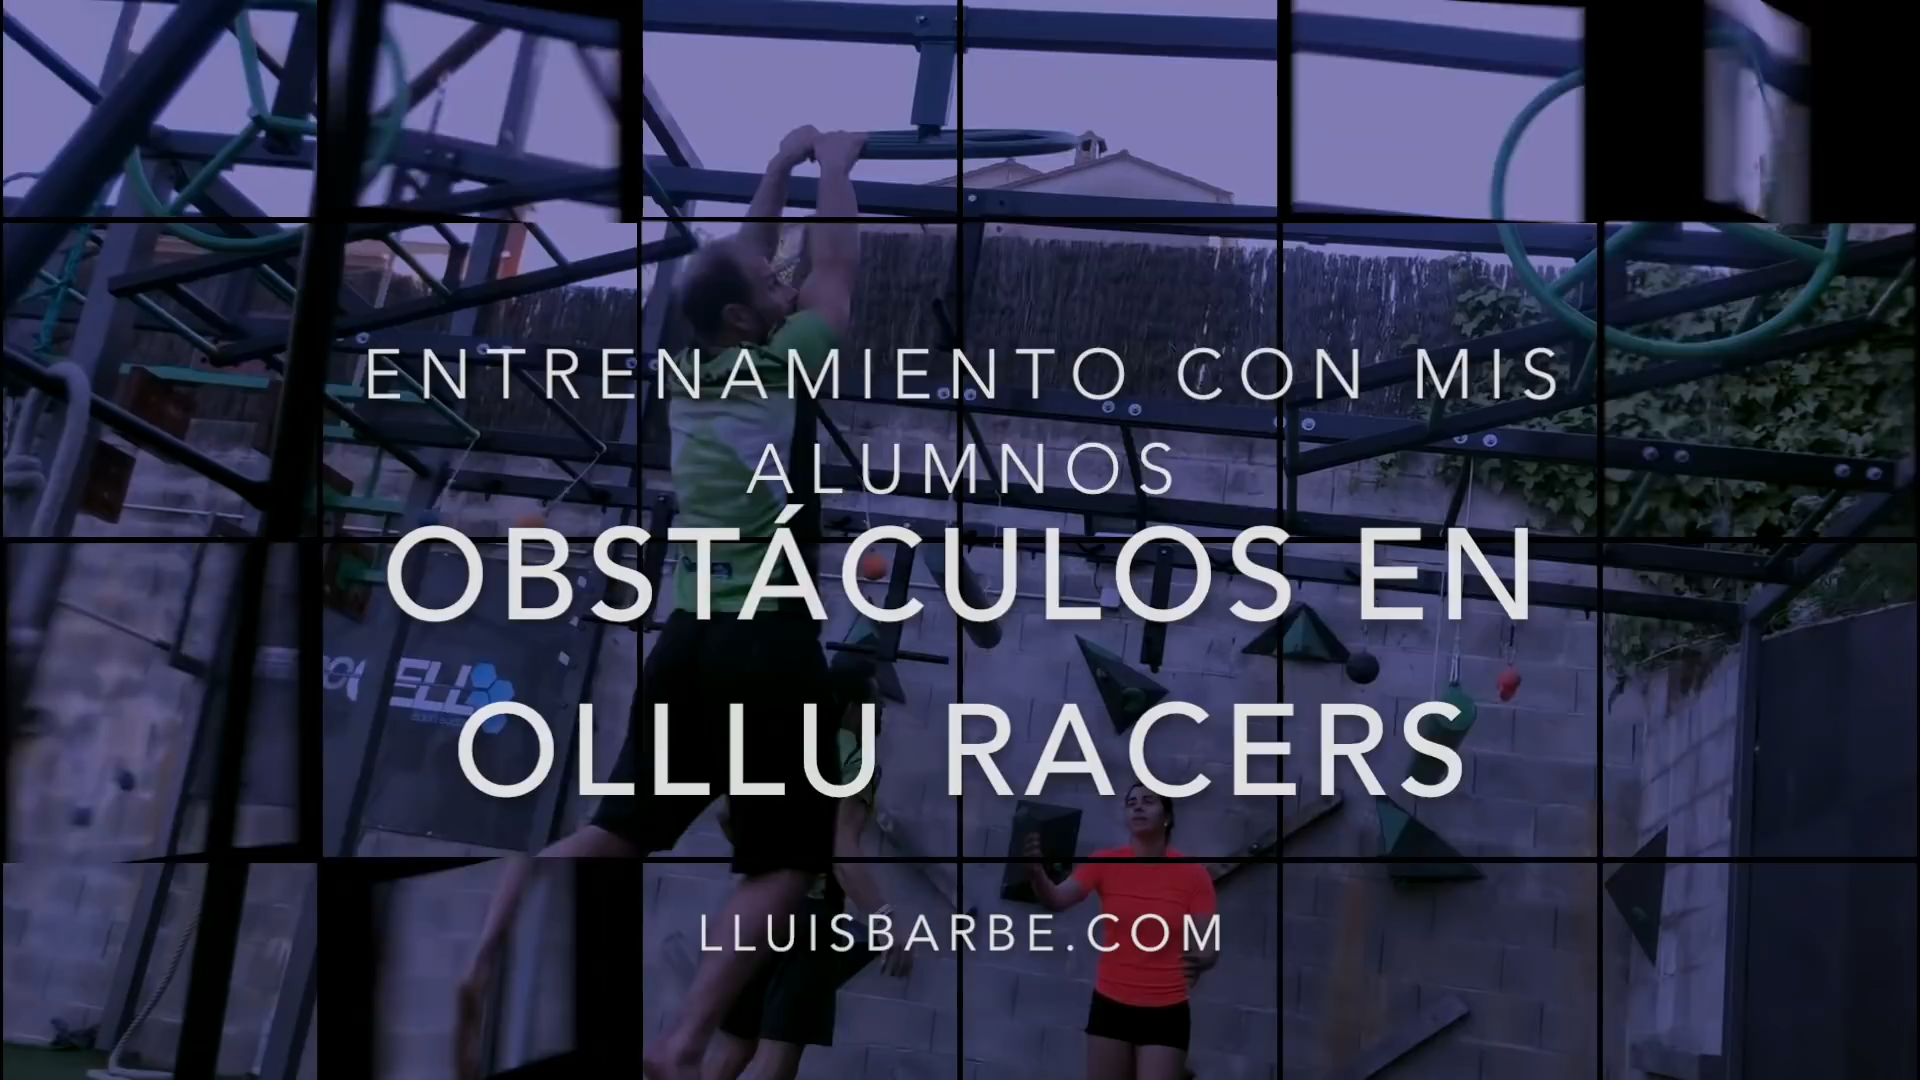 ENTRENAMIENTO CON MIS
ALUMNOS
OBSTÁCULOS EN
OLLLU RACERS
LLUISBARBE.COM